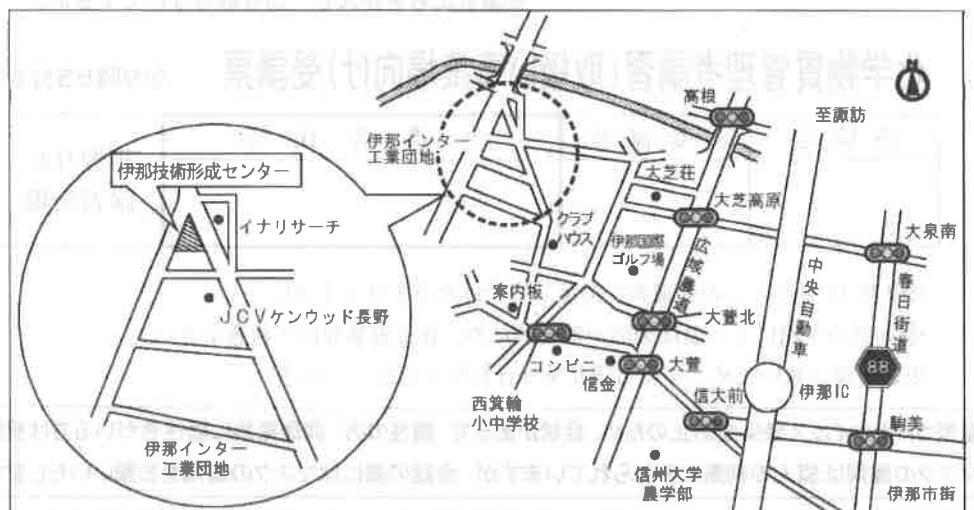 高根
至諏訪
伊那インター
工業団地
伊那技術形成センター
大芝荘
大芝高原
イナリサーチ
クラブ
ハウス
伊那国際
ゴルフ場
広域農道
中央自動車
大泉南
春日街道
案内板
JCVケンウッド長野
大萱北
コンビニ
信金
大萱
88
西箕輪
小中学校
信大前
伊那IC
駒美
伊那インター
工業団地
信州大学
農学部
伊那市街
N